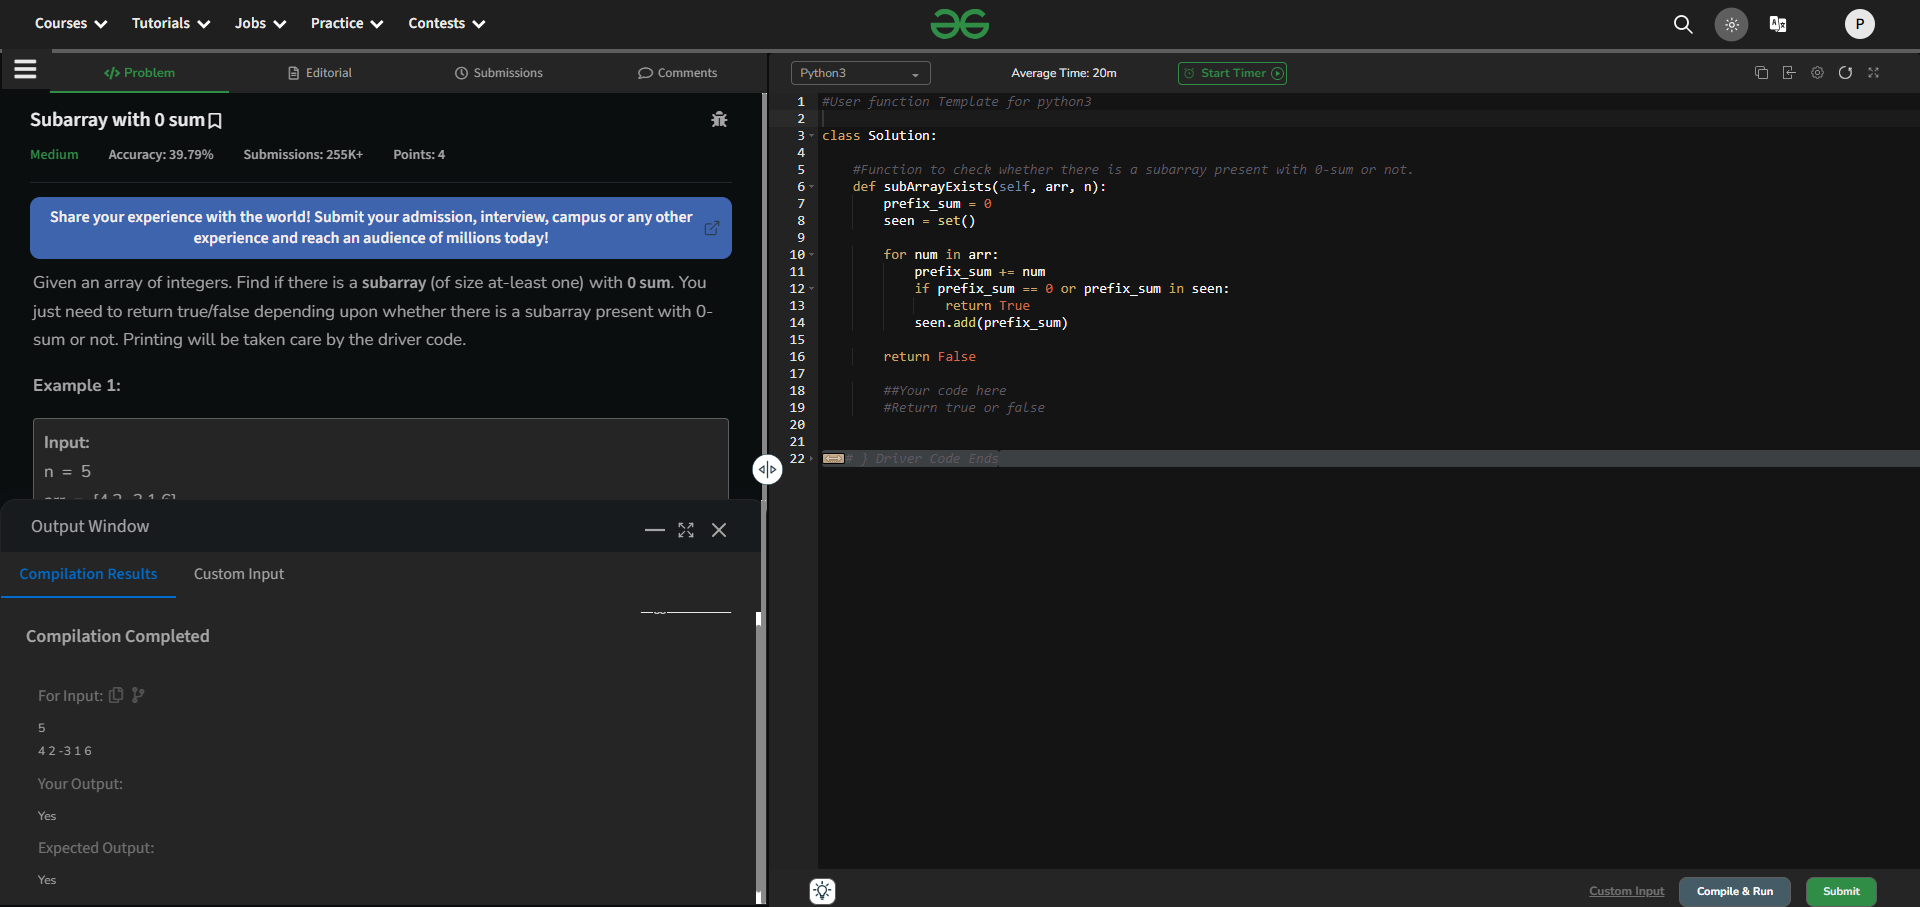 Courses Tutorials Jobs Practice Contests P
Problem Editorial Submissions Comments
Python3 Average Time: 20m Start Timer
Subarray with 0 sum
Medium Accuracy: 39.79% Submissions: 255K+ Points: 4
Share your experience with the world! Submit your admission, interview, campus or any other
experience and reach an audience of millions today!
Given an array of integers. Find if there is a subarray (of size at-least one) with 0 sum. You
just need to return true/false depending upon whether there is a subarray present with 0-
sum or not. Printing will be taken care by the driver code.
Example 1:
Input:
n = 5
Output Window
Compilation Results Custom Input
Compilation Completed
For Input:
5
4 2 -3 1 6
Your Output:
Yes
Expected Output:
Yes
1 #User function Template for python3
2
3 class Solution:
4
5 #Function to check whether there is a subarray present with 0-sum or not.
6 def subArrayExists(self, arr, n):
7 prefix_sum = 0
8 seen = set()
9
10 for num in arr:
11 prefix_sum += num
12 if prefix_sum == 0 or prefix_sum in seen:
13 return True
14 seen.add(prefix_sum)
15
16 return False
17
18 ##Your code here
19 #Return true or false
20
21
22 # } Driver Code Ends
Custom Input Compile & Run Submit